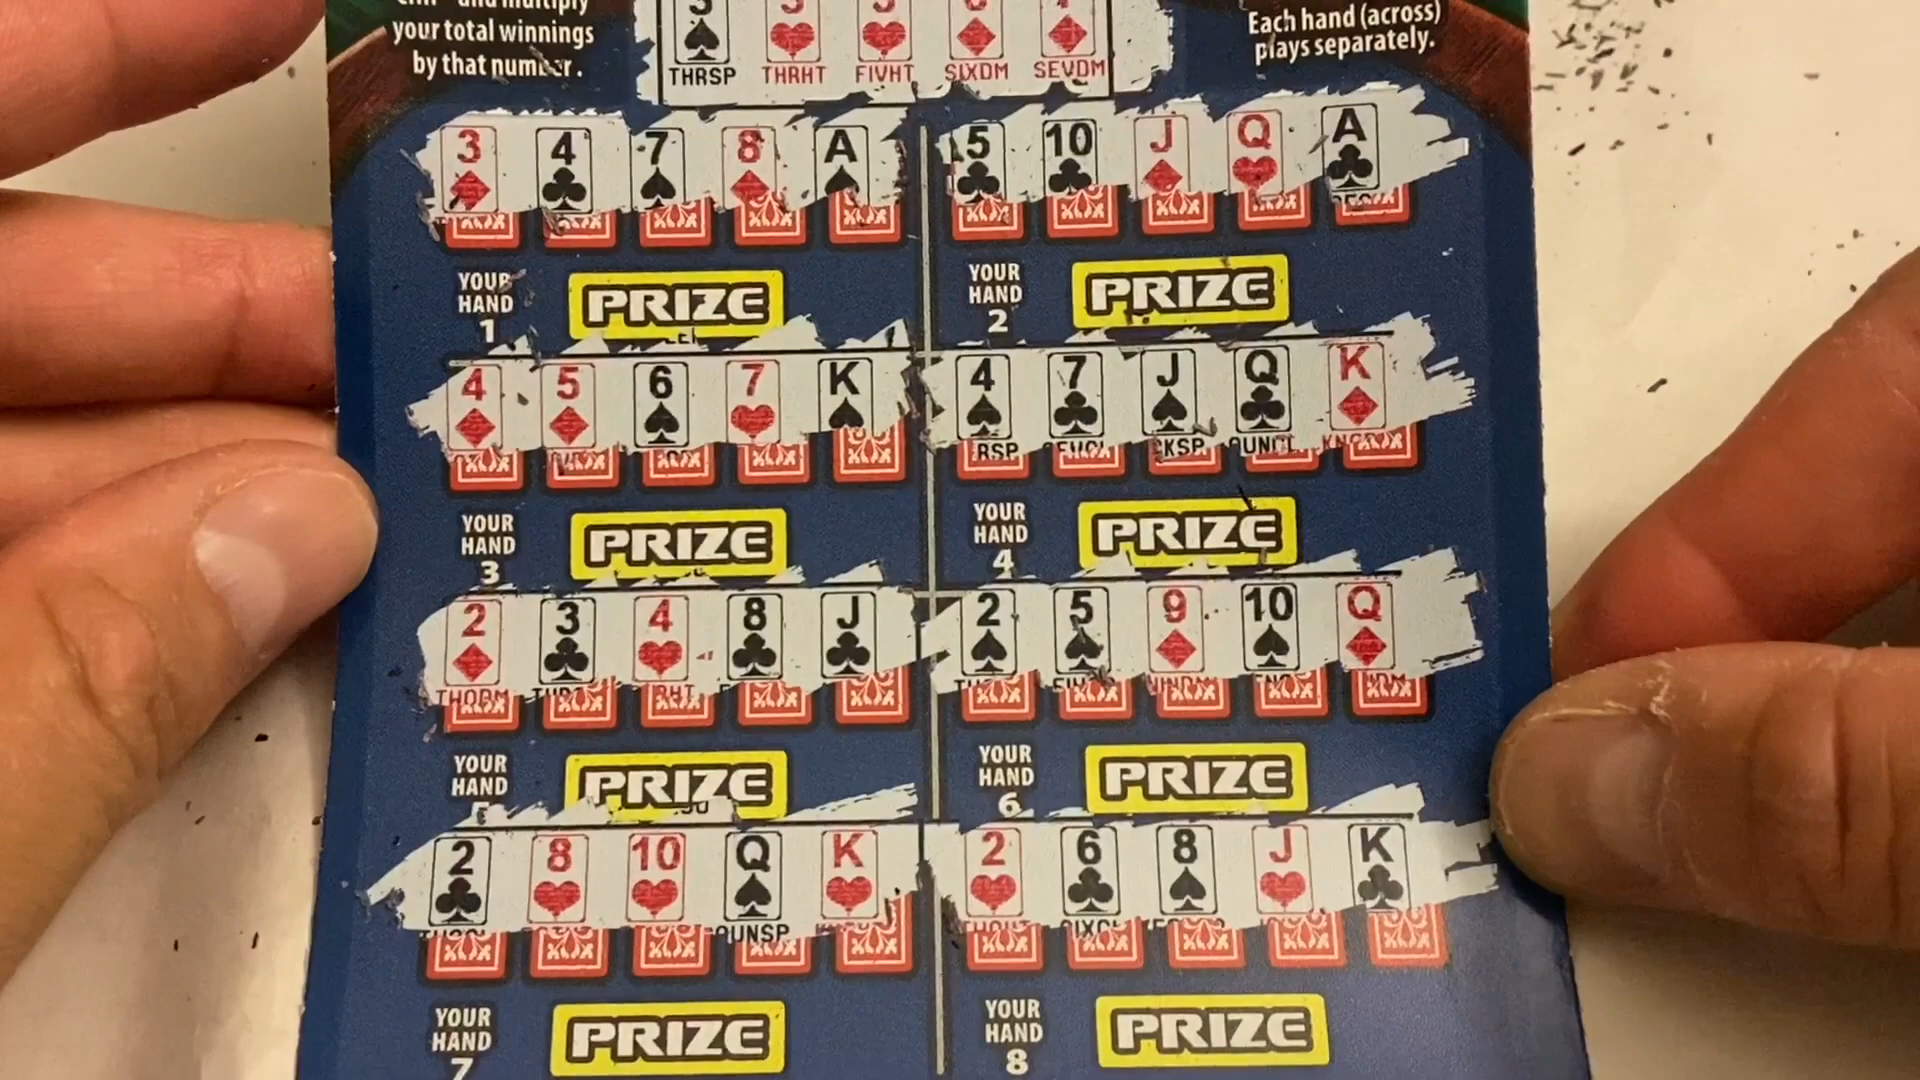 your total winnings
by that number.
Each hand (across)
plays separately.
THRSP THRHT FIVHT SIXDM SEVDM
3 4 7 8 A
5 10 J Q A
YOUR
HAND
1
PRIZE
YOUR
HAND
2
PRIZE
4 5 6 7 K
4 7 J Q K
YOUR
HAND
3
PRIZE
YOUR
HAND
4
PRIZE
2 3 4 8 J
2 5 9 10 Q
YOUR
HAND
PRIZE
YOUR
HAND
6
PRIZE
2 8 10 Q K
2 6 8 J K
QUNSP
YOUR
HAND
7
PRIZE
YOUR
HAND
8
PRIZE